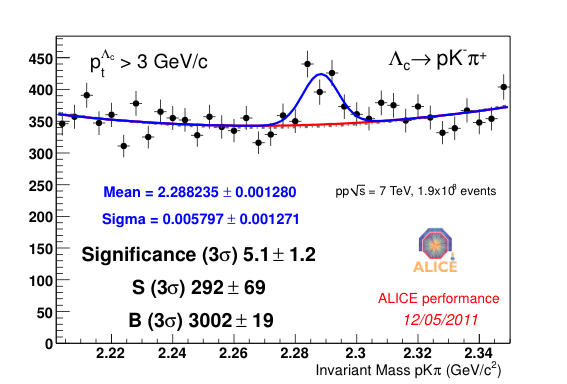 p_t^Λc > 3 GeV/c
Λ_c → pK⁻π⁺
450
400
350
300
250
200
150
100
50
0
Mean = 2.288235 ± 0.001280
Sigma = 0.005797 ± 0.001271
pp √s = 7 TeV, 1.9x10⁸ events
Significance (3σ) 5.1 ± 1.2
S (3σ) 292 ± 69
B (3σ) 3002 ± 19
ALICE
ALICE performance
12/05/2011
2.22 2.24 2.26 2.28 2.3 2.32 2.34
Invariant Mass pKπ (GeV/c²)